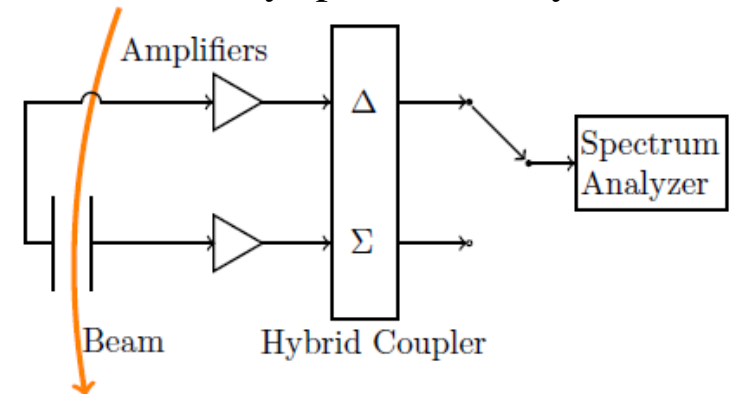 Amplifiers
Δ
Spectrum
Analyzer
Σ
Beam
Hybrid Coupler